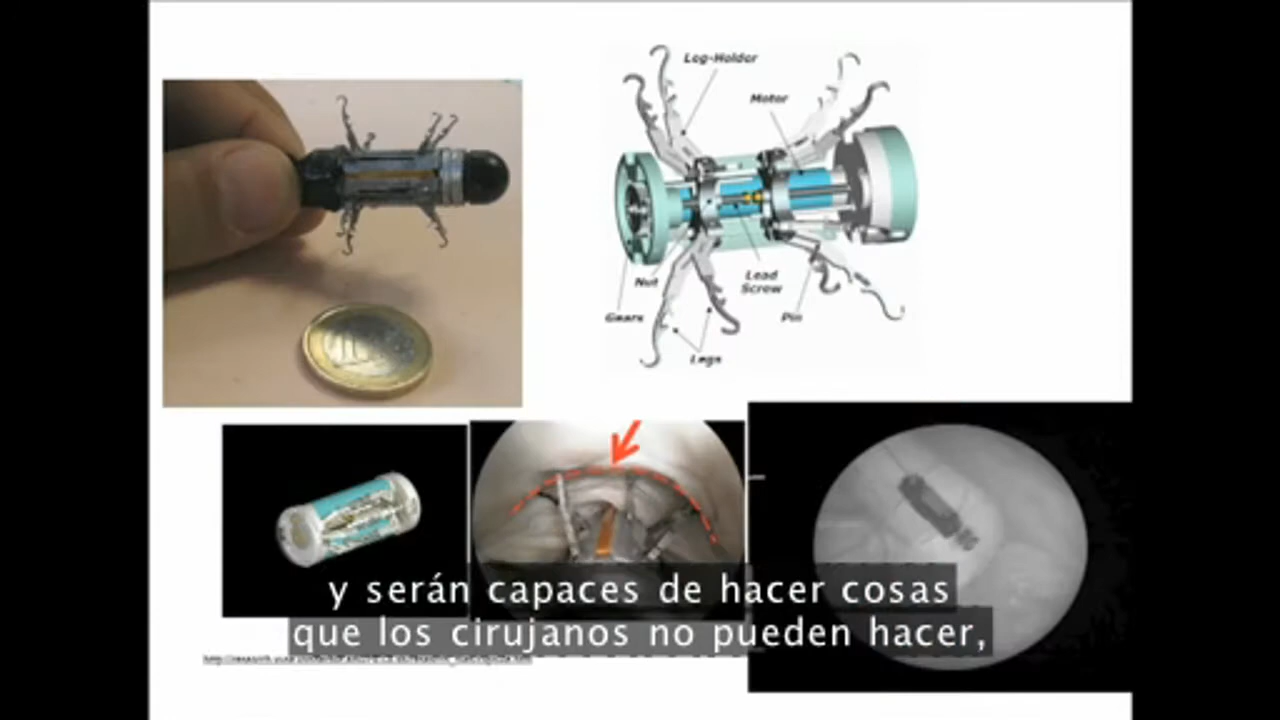 Leg-Holder
Motor
Nut
Lead
Screw
Gears
Pin
Legs
y serán capaces de hacer cosas
que los cirujanos no pueden hacer,